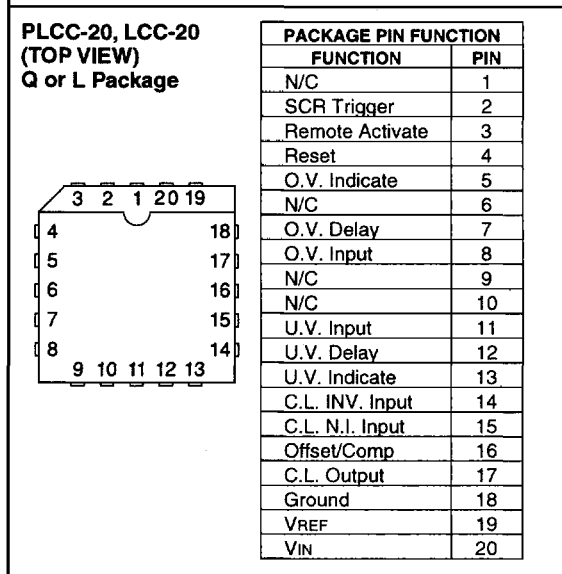 PLCC-20, LCC-20
(TOP VIEW)
Q or L Package
3 2 1 20 19
4 18
5 17
6 16
7 15
8 14
9 10 11 12 13
PACKAGE PIN FUNCTION
FUNCTION PIN
N/C 1
SCR Trigger 2
Remote Activate 3
Reset 4
O.V. Indicate 5
N/C 6
O.V. Delay 7
O.V. Input 8
N/C 9
N/C 10
U.V. Input 11
U.V. Delay 12
U.V. Indicate 13
C.L. INV. Input 14
C.L. N.I. Input 15
Offset/Comp 16
C.L. Output 17
Ground 18
VREF 19
VIN 20